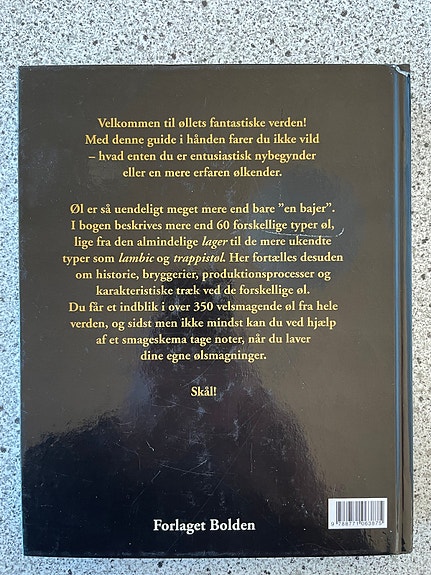 Velkommen til øllets fantastiske verden!
Med denne guide i hånden farer du ikke vild
– hvad enten du er entusiastisk nybegynder
eller en mere erfaren ølkender.
Øl er så uendeligt meget mere end bare ”en bajer”.
I bogen beskrives mere end 60 forskellige typer øl,
lige fra den almindelige lager til de mere ukendte
typer som lambic og trappistøl. Her fortælles desuden
om historie, bryggerier, produktionsprocesser og
karakteristiske træk ved de forskellige øl.
Du får et indblik i over 350 velsmagende øl fra hele
verden, og sidst men ikke mindst kan du ved hjælp
af et smageskema tage noter, når du laver
dine egne ølsmagninger.
Skål!
Forlaget Bolden
9 788771 062875